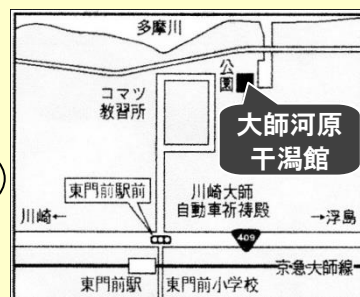 多摩川
公園
コマツ
教習所
大師河原
干潟館
東門前駅前
川崎大師
自動車祈祷殿
川崎←
→浮島
409
京急大師線
東門前駅
東門前小学校